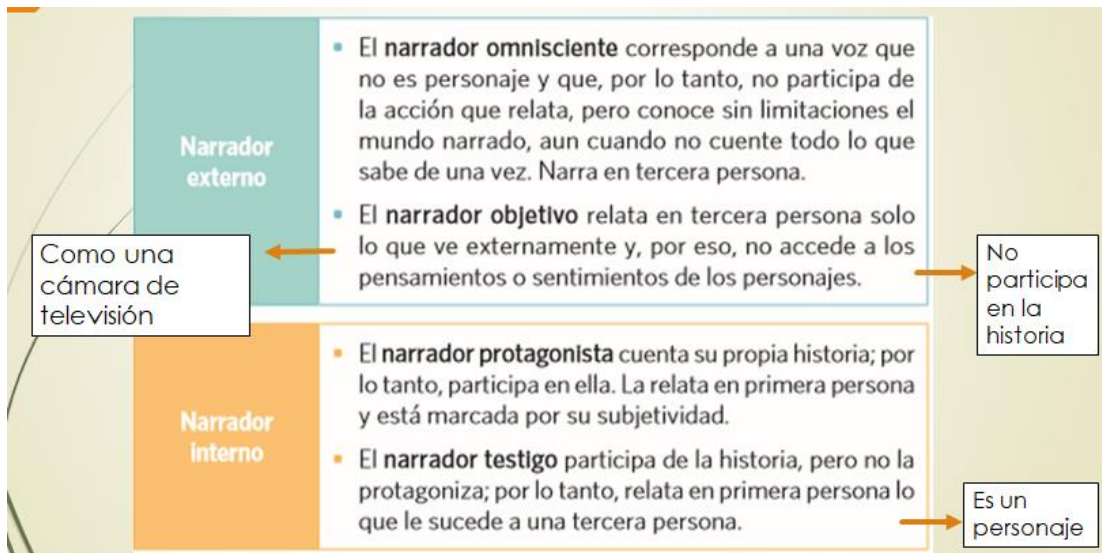 Narrador
externo
El narrador omnisciente corresponde a una voz que
no es personaje y que, por lo tanto, no participa de
la acción que relata, pero conoce sin limitaciones el
mundo narrado, aun cuando no cuente todo lo que
sabe de una vez. Narra en tercera persona.
El narrador objetivo relata en tercera persona solo
lo que ve externamente y, por eso, no accede a los
pensamientos o sentimientos de los personajes.
Como una
cámara de
televisión
No
participa
en la
historia
Narrador
interno
El narrador protagonista cuenta su propia historia; por
lo tanto, participa en ella. La relata en primera persona
y está marcada por su subjetividad.
El narrador testigo participa de la historia, pero no la
protagoniza; por lo tanto, relata en primera persona lo
que le sucede a una tercera persona.
Es un
personaje